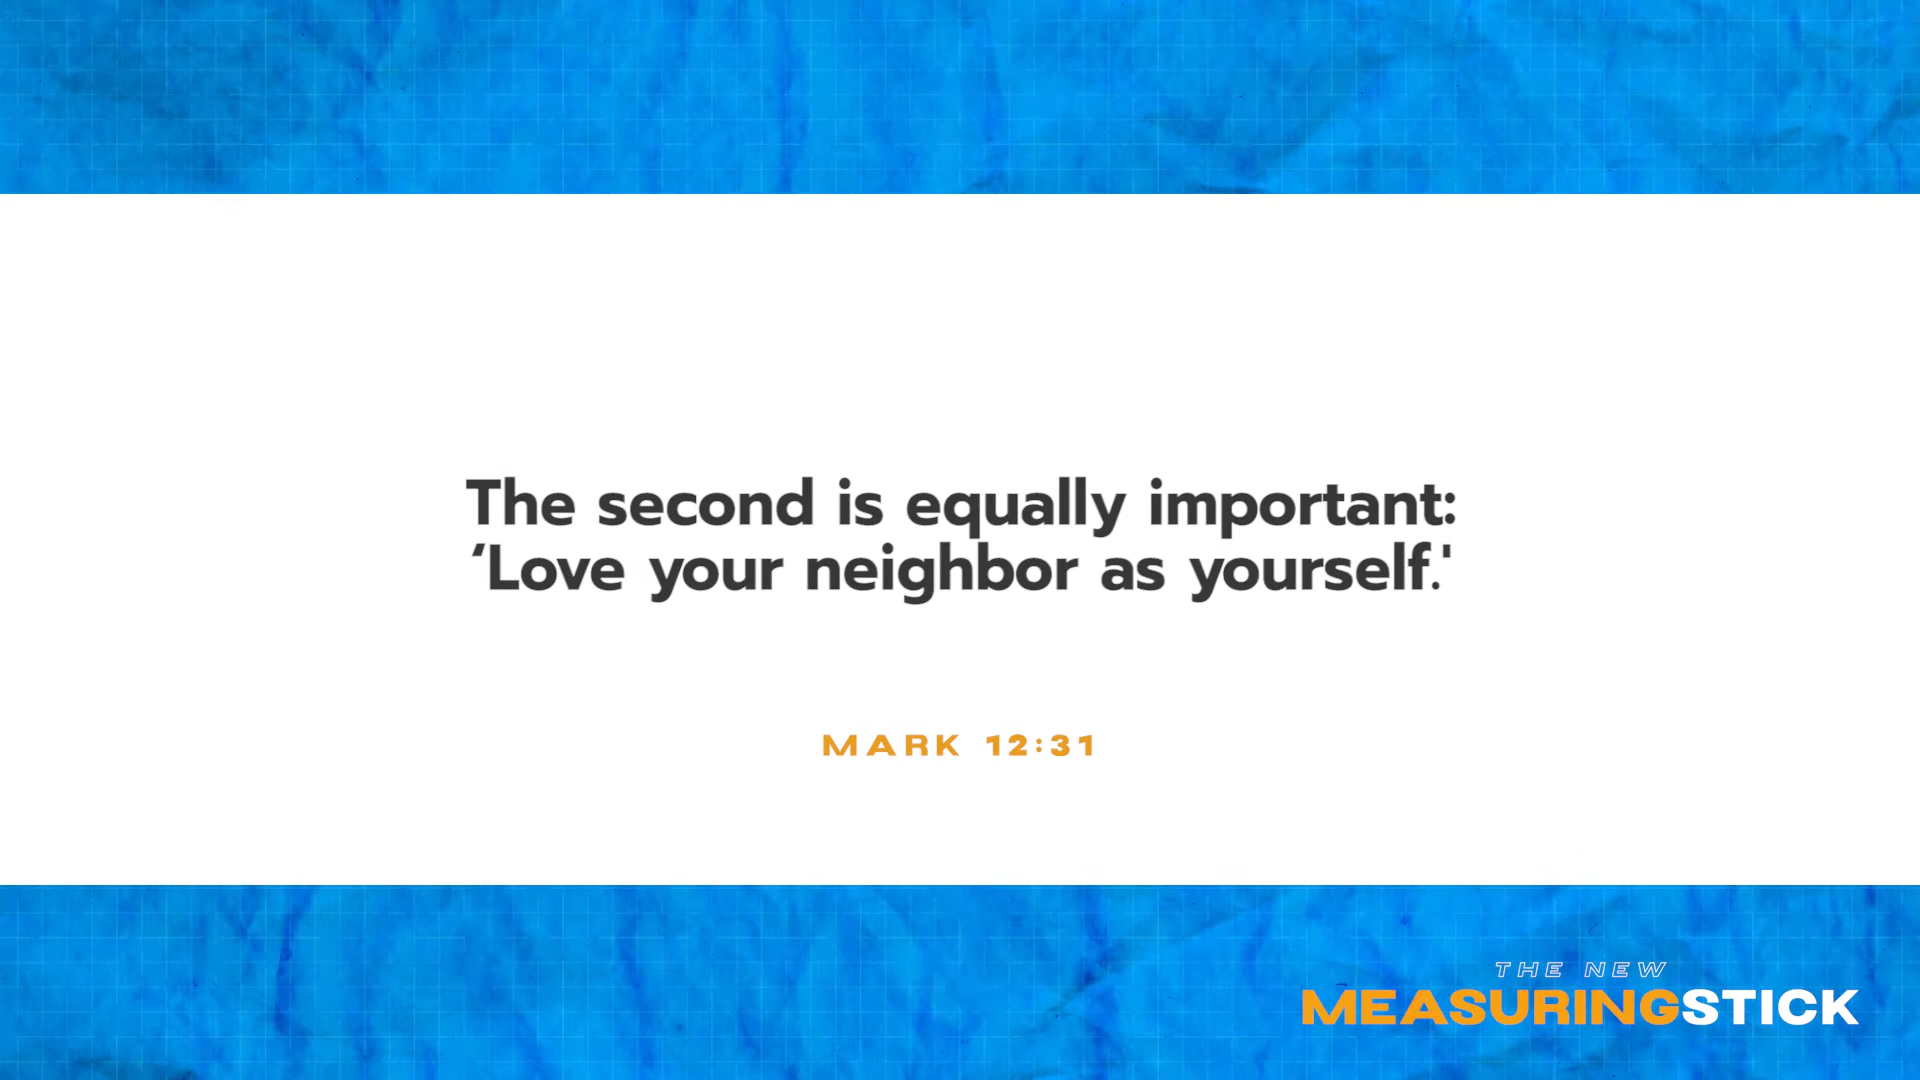 The second is equally important:
‘Love your neighbor as yourself.'
MARK 12:31
THE NEW
MEASURINGSTICK